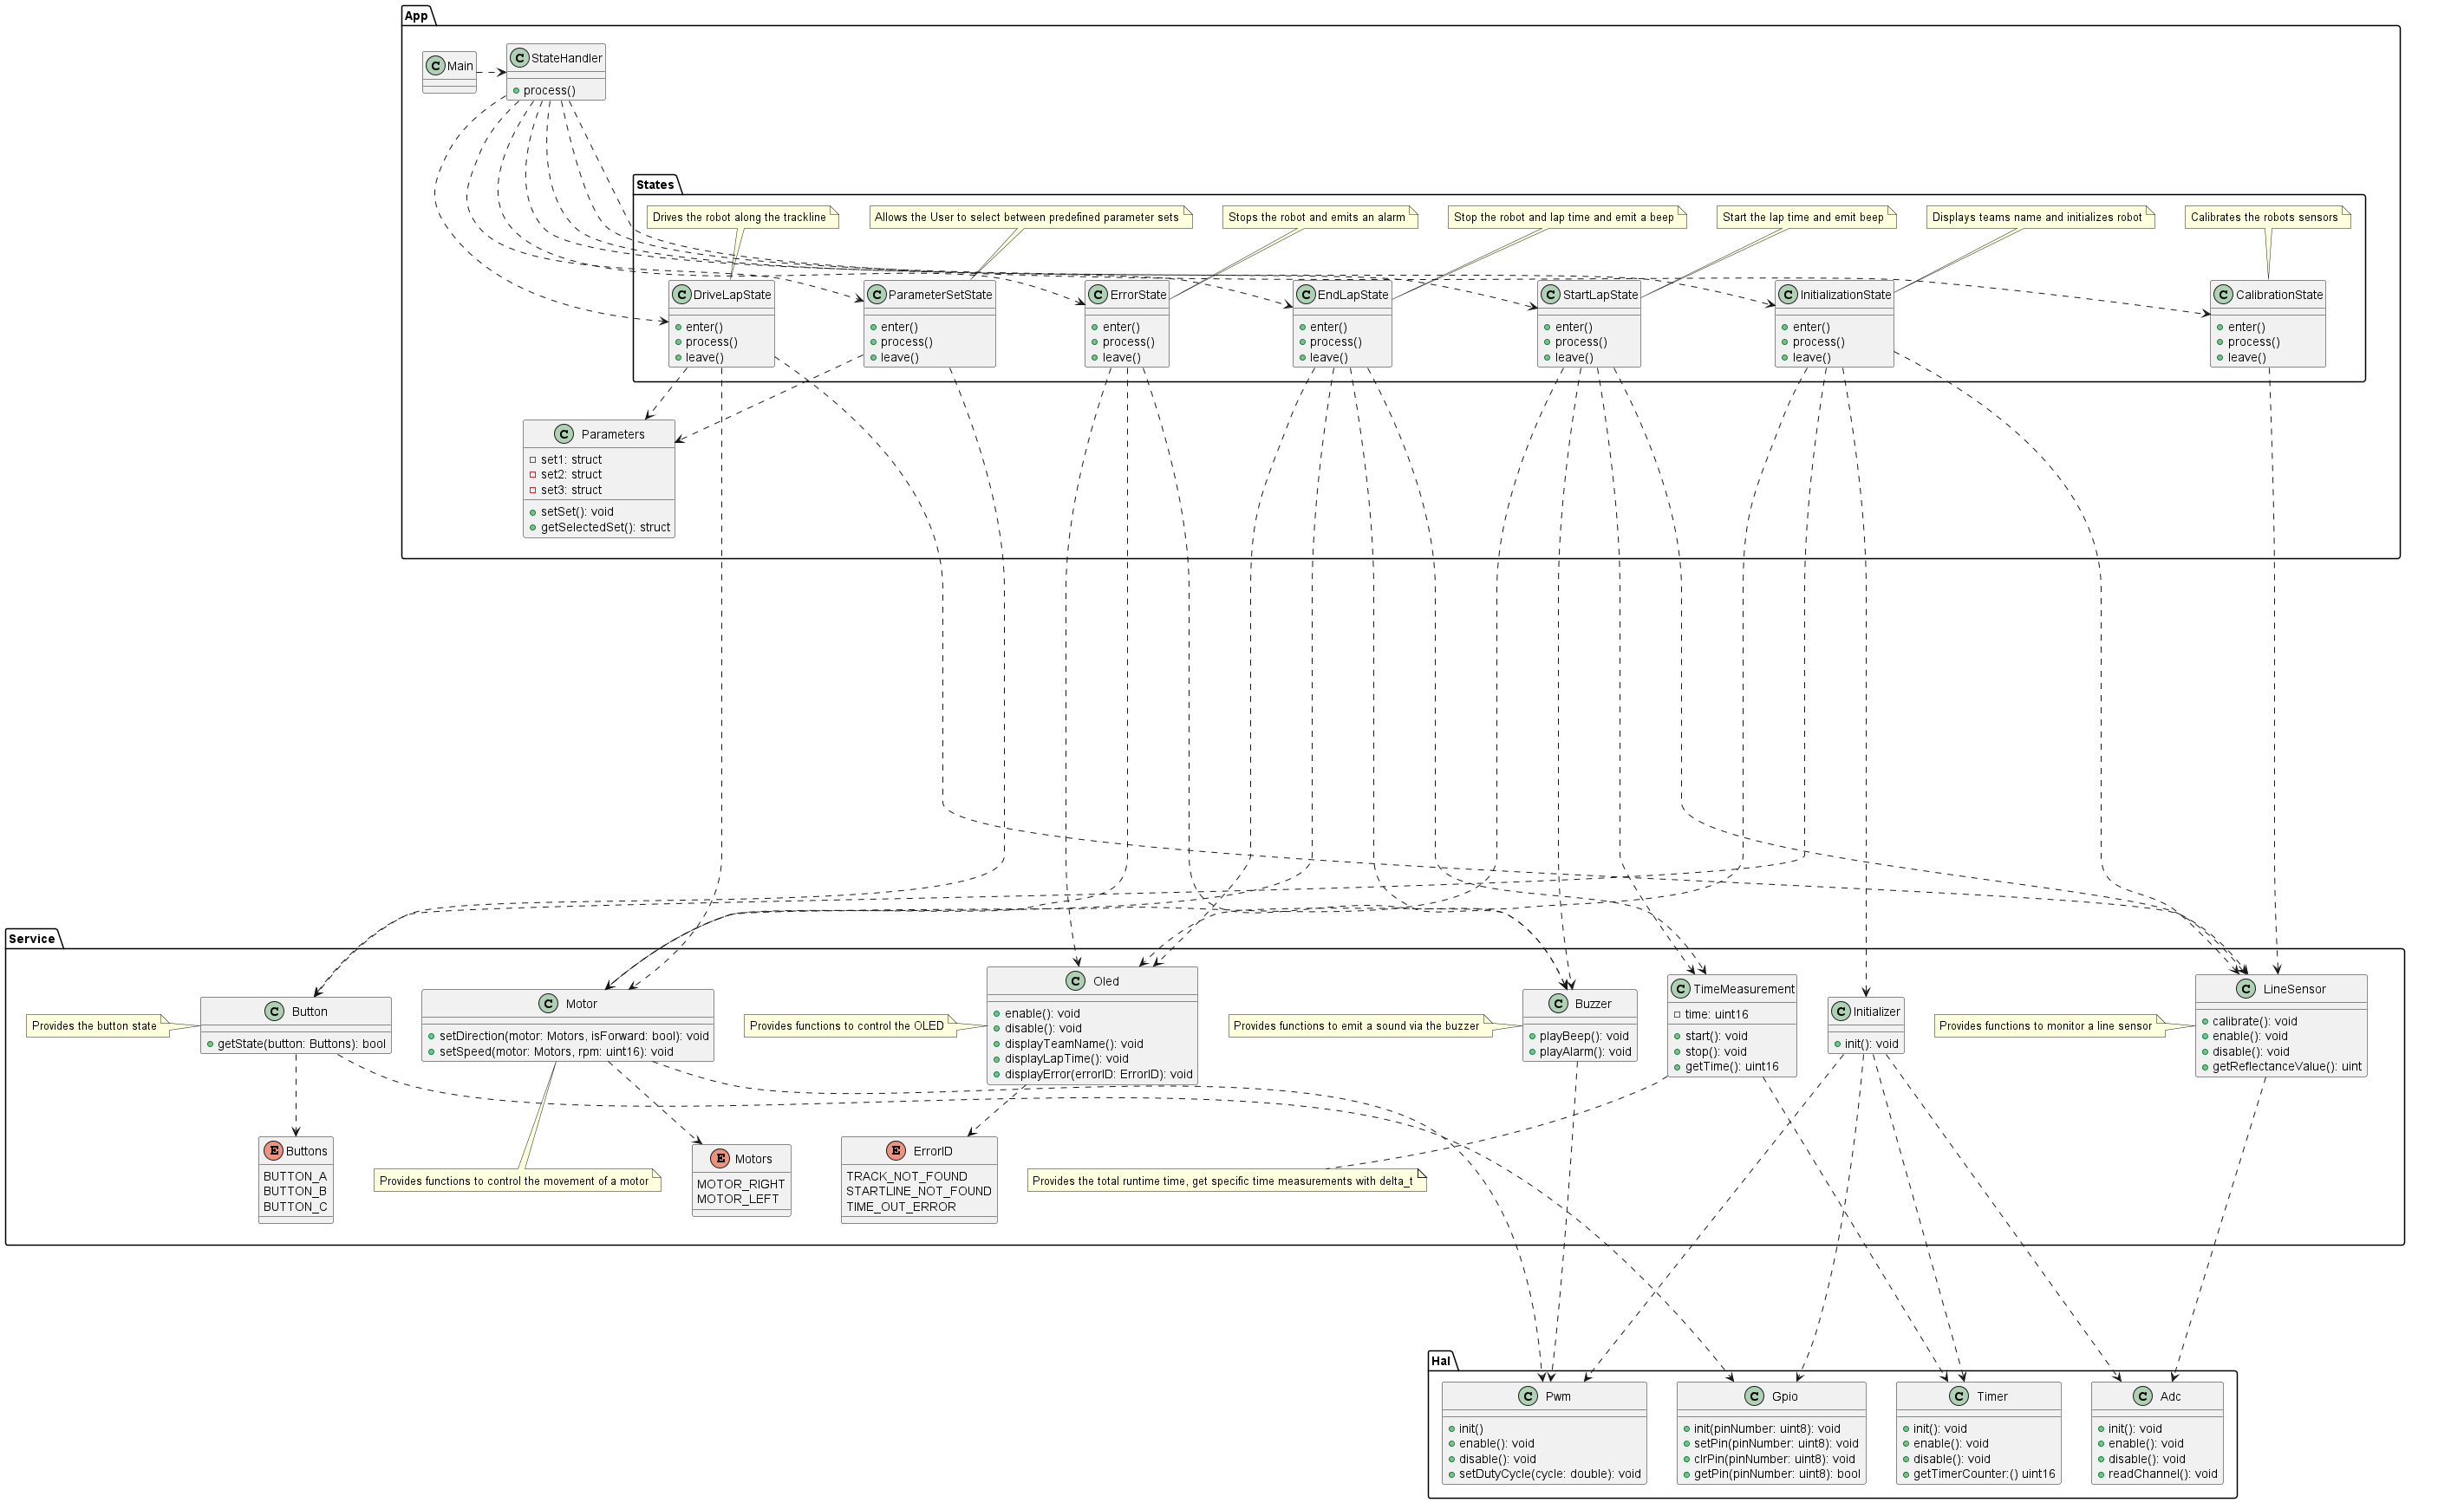 App
Main
StateHandler
process()
States
Drives the robot along the trackline
Allows the User to select between predefined parameter sets
Stops the robot and emits an alarm
Stop the robot and lap time and emit a beep
Start the lap time and emit beep
Displays teams name and initializes robot
Calibrates the robots sensors
DriveLapState
enter()
process()
leave()
ParameterSetState
enter()
process()
leave()
ErrorState
enter()
process()
leave()
EndLapState
enter()
process()
leave()
StartLapState
enter()
process()
leave()
InitializationState
enter()
process()
leave()
CalibrationState
enter()
process()
leave()
Parameters
set1: struct
set2: struct
set3: struct
setSet(): void
getSelectedSet(): struct
Service
Provides the button state
Button
getState(button: Buttons): bool
Motor
setDirection(motor: Motors, isForward: bool): void
setSpeed(motor: Motors, rpm: uint16): void
Provides functions to control the OLED
Oled
enable(): void
disable(): void
displayTeamName(): void
displayLapTime(): void
displayError(errorID: ErrorID): void
Provides functions to emit a sound via the buzzer
Buzzer
playBeep(): void
playAlarm(): void
TimeMeasurement
time: uint16
start(): void
stop(): void
getTime(): uint16
Initializer
init(): void
Provides functions to monitor a line sensor
LineSensor
calibrate(): void
enable(): void
disable(): void
getReflectanceValue(): uint
Buttons
BUTTON_A
BUTTON_B
BUTTON_C
Provides functions to control the movement of a motor
Motors
MOTOR_RIGHT
MOTOR_LEFT
ErrorID
TRACK_NOT_FOUND
STARTLINE_NOT_FOUND
TIME_OUT_ERROR
Provides the total runtime time, get specific time measurements with delta_t
Hal
Pwm
init()
enable(): void
disable(): void
setDutyCycle(cycle: double): void
Gpio
init(pinNumber: uint8): void
setPin(pinNumber: uint8): void
clrPin(pinNumber: uint8): void
getPin(pinNumber: uint8): bool
Timer
init(): void
enable(): void
disable(): void
getTimerCounter:() uint16
Adc
init(): void
enable(): void
disable(): void
readChannel(): void